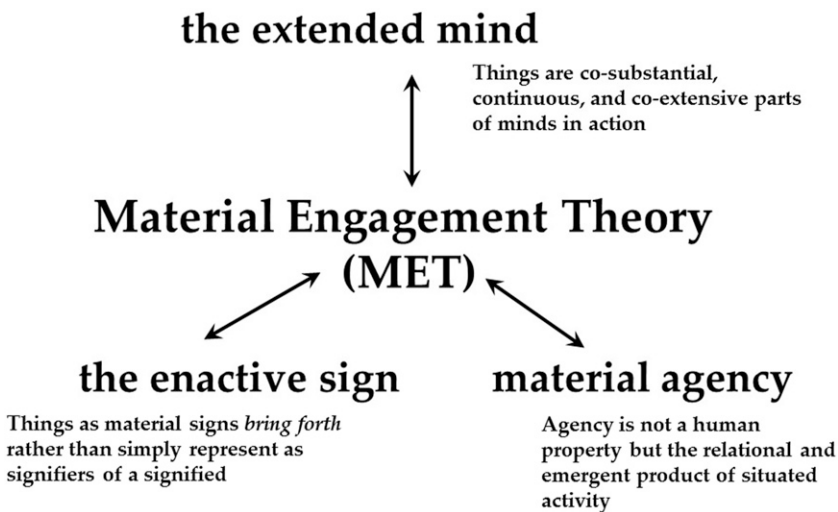 the extended mind
Things are co-substantial,
continuous, and co-extensive parts
of minds in action
Material Engagement Theory
(MET)
the enactive sign
Things as material signs bring forth
rather than simply represent as
signifiers of a signified
material agency
Agency is not a human
property but the relational and
emergent product of situated
activity